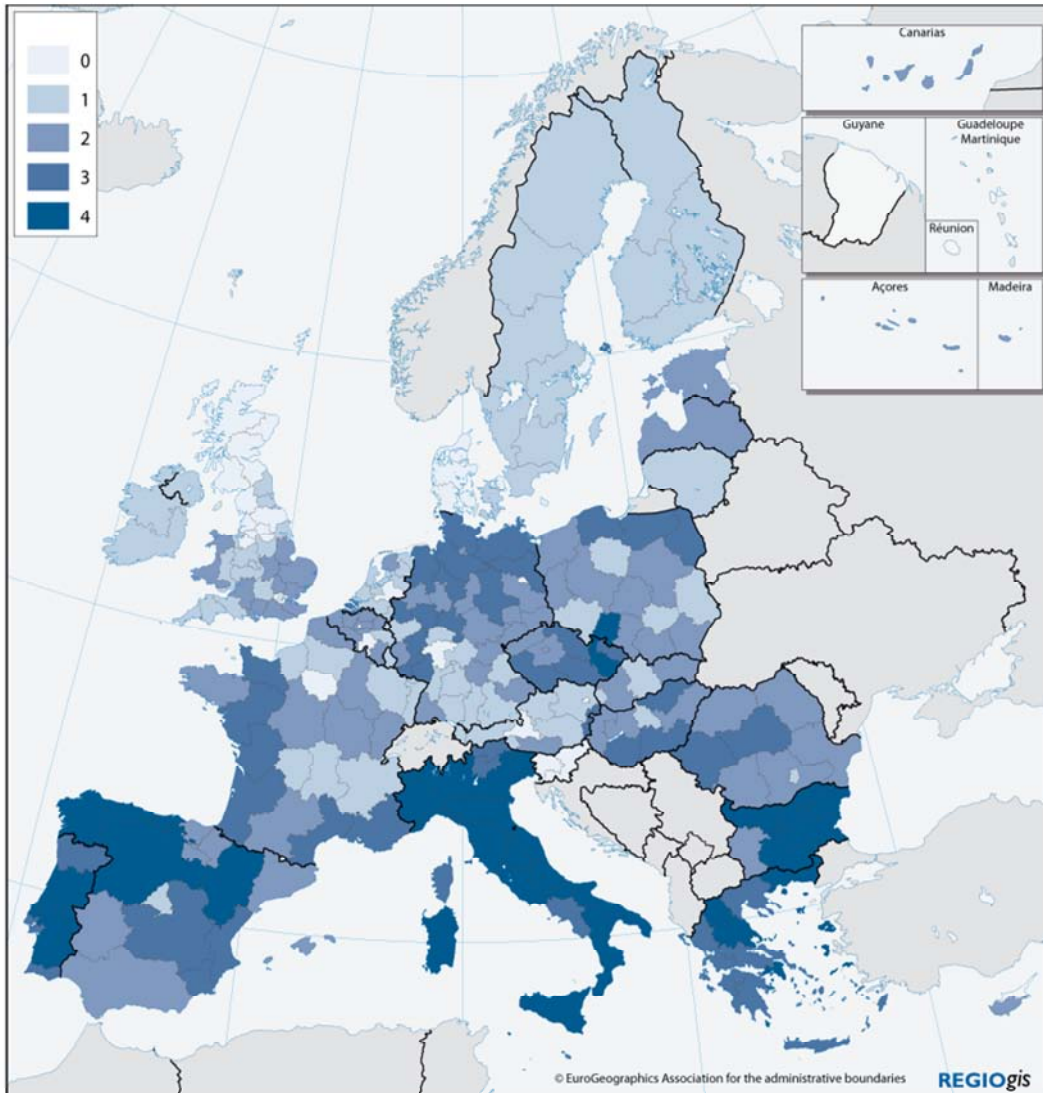 0
1
2
3
4
Canarias
Guyane
Guadeloupe
Martinique
Réunion
Açores
Madeira
© EuroGeographics Association for the administrative boundaries
REGIOgis